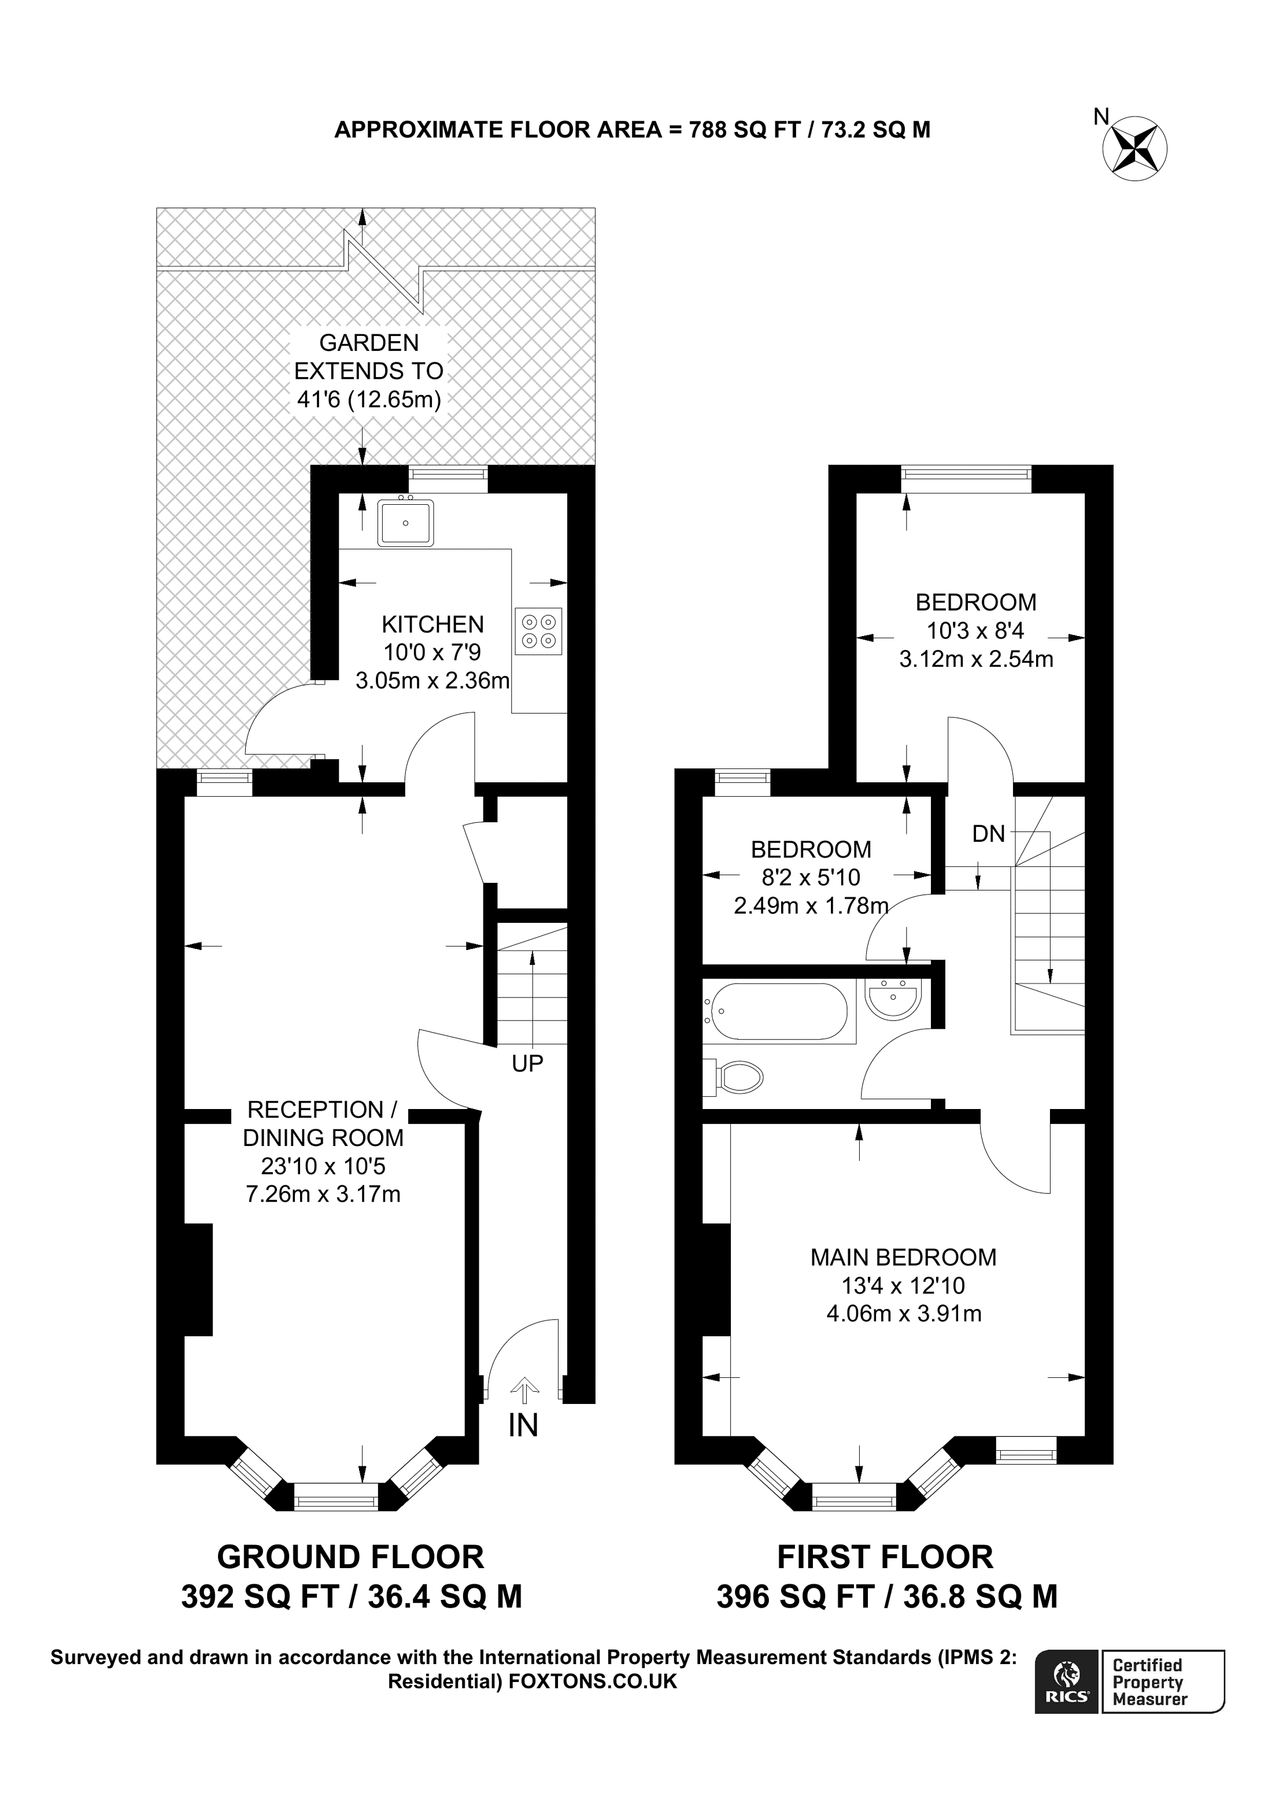 APPROXIMATE FLOOR AREA = 788 SQ FT / 73.2 SQ M
N
GARDEN
EXTENDS TO
41'6 (12.65m)
KITCHEN
10'0 x 7'9
3.05m x 2.36m
BEDROOM
10'3 x 8'4
3.12m x 2.54m
DN
BEDROOM
8'2 x 5'10
2.49m x 1.78m
UP
RECEPTION /
DINING ROOM
23'10 x 10'5
7.26m x 3.17m
MAIN BEDROOM
13'4 x 12'10
4.06m x 3.91m
IN
GROUND FLOOR
392 SQ FT / 36.4 SQ M
FIRST FLOOR
396 SQ FT / 36.8 SQ M
Surveyed and drawn in accordance with the International Property Measurement Standards (IPMS 2:
Residential) FOXTONS.CO.UK
RICS
Certified
Property
Measurer